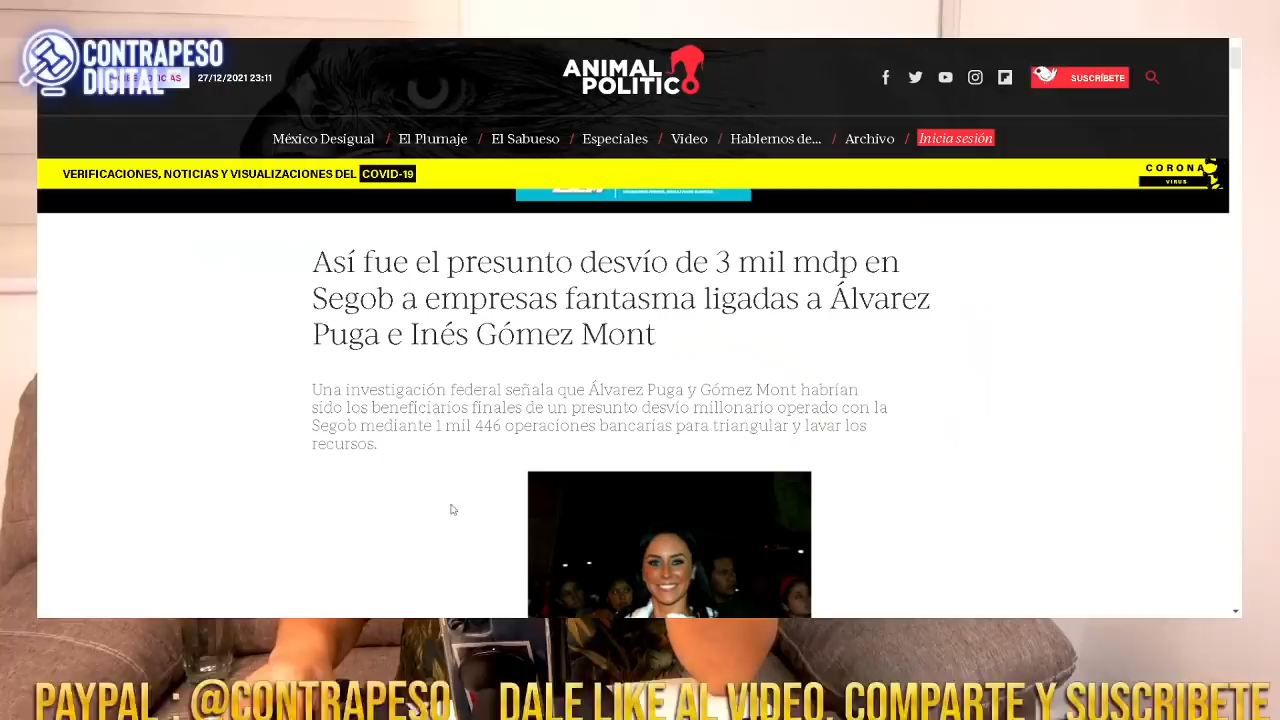 CONTRAPESO
DIGITAL
27/12/2021 23:11
ANIMAL
POLITICO
SUSCRÍBETE
México Desigual / El Plumaje / El Sabueso / Especiales / Video / Hablemos de... / Archivo / Inicia sesión
VERIFICACIONES, NOTICIAS Y VISUALIZACIONES DEL COVID-19
CORONA
VIRUS
Así fue el presunto desvío de 3 mil mdp en
Segob a empresas fantasma ligadas a Álvarez
Puga e Inés Gómez Mont
Una investigación federal señala que Álvarez Puga y Gómez Mont habrían
sido los beneficiarios finales de un presunto desvío millonario operado con la
Segob mediante 1 mil 446 operaciones bancarias para triangular y lavar los
recursos.
PAYPAL : @CONTRAPESO DALE LIKE AL VIDEO, COMPARTE Y SUSCRIBETE